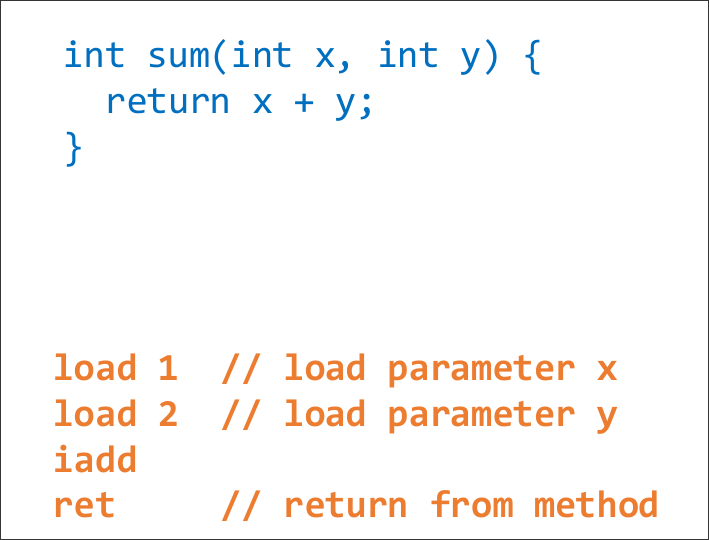 int sum(int x, int y) {
  return x + y;
}
load 1  // load parameter x
load 2  // load parameter y
iadd
ret     // return from method